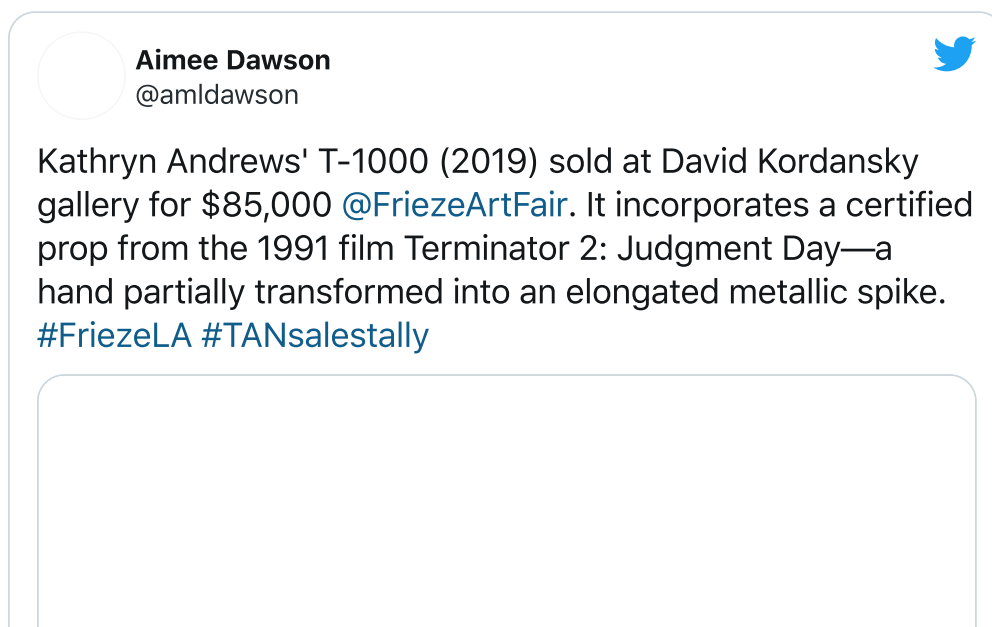 Aimee Dawson
@amldawson
Kathryn Andrews' T-1000 (2019) sold at David Kordansky
gallery for $85,000 @FriezeArtFair. It incorporates a certified
prop from the 1991 film Terminator 2: Judgment Day—a
hand partially transformed into an elongated metallic spike.
#FriezeLA #TANsalestally